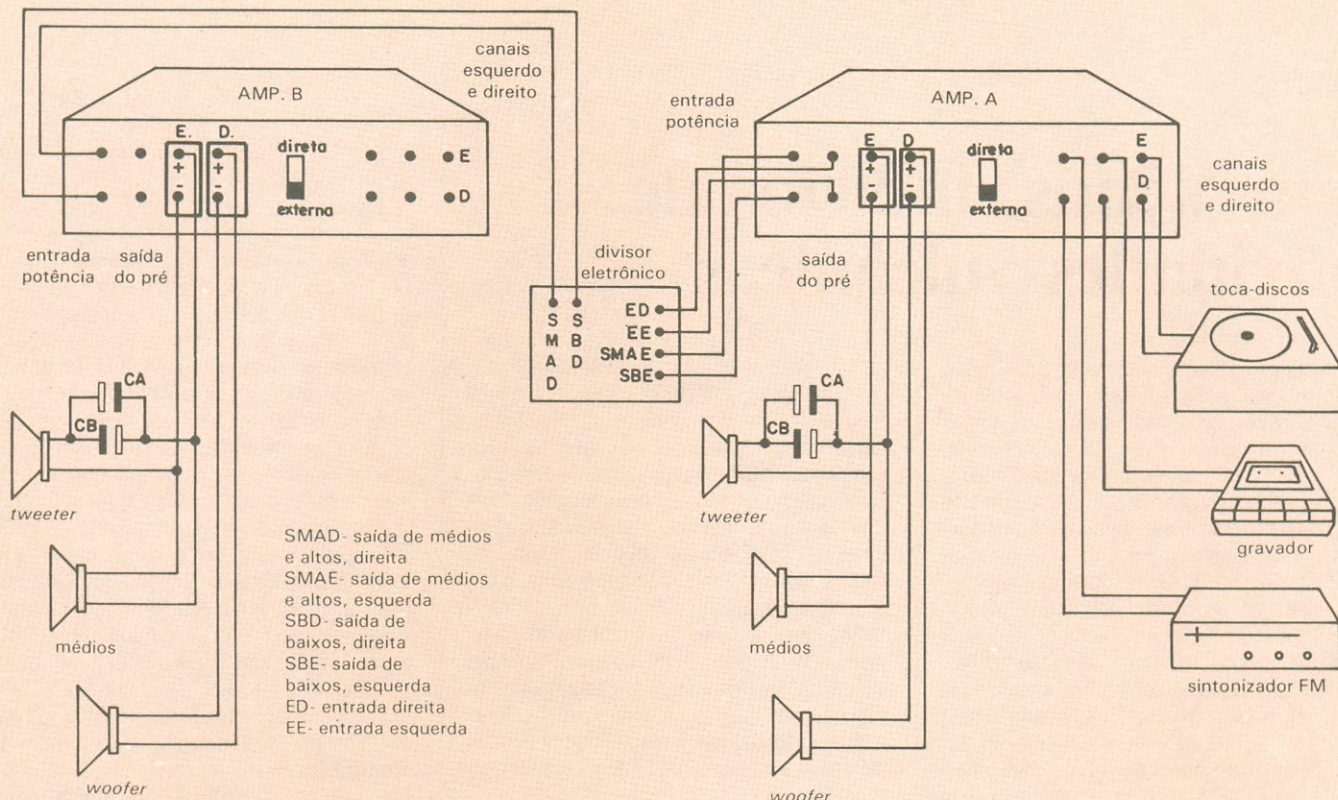 canais
esquerdo
e direito
AMP. B
E. D.
direta
+ +
- -
externa
E
D
entrada
potência
saída
do pré
entrada
potência
AMP. A
E D
direta
+ +
- -
externa
E
D
canais
esquerdo
e direito
saída
do pré
divisor
eletrônico
SMAD
SBD
ED
EE
SMAE
SBE
toca-discos
gravador
sintonizador FM
CA
CB
tweeter
médios
woofer
SMAD- saída de médios
e altos, direita
SMAE- saída de médios
e altos, esquerda
SBD- saída de
baixos, direita
SBE- saída de
baixos, esquerda
ED- entrada direita
EE- entrada esquerda
CA
CB
tweeter
médios
woofer